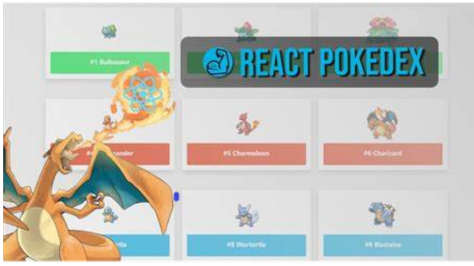 REACT POKEDEX
#1 Bulbasaur
#5 Charmeleon
#6 Charizard
#8 Wartortle
#9 Blastoise